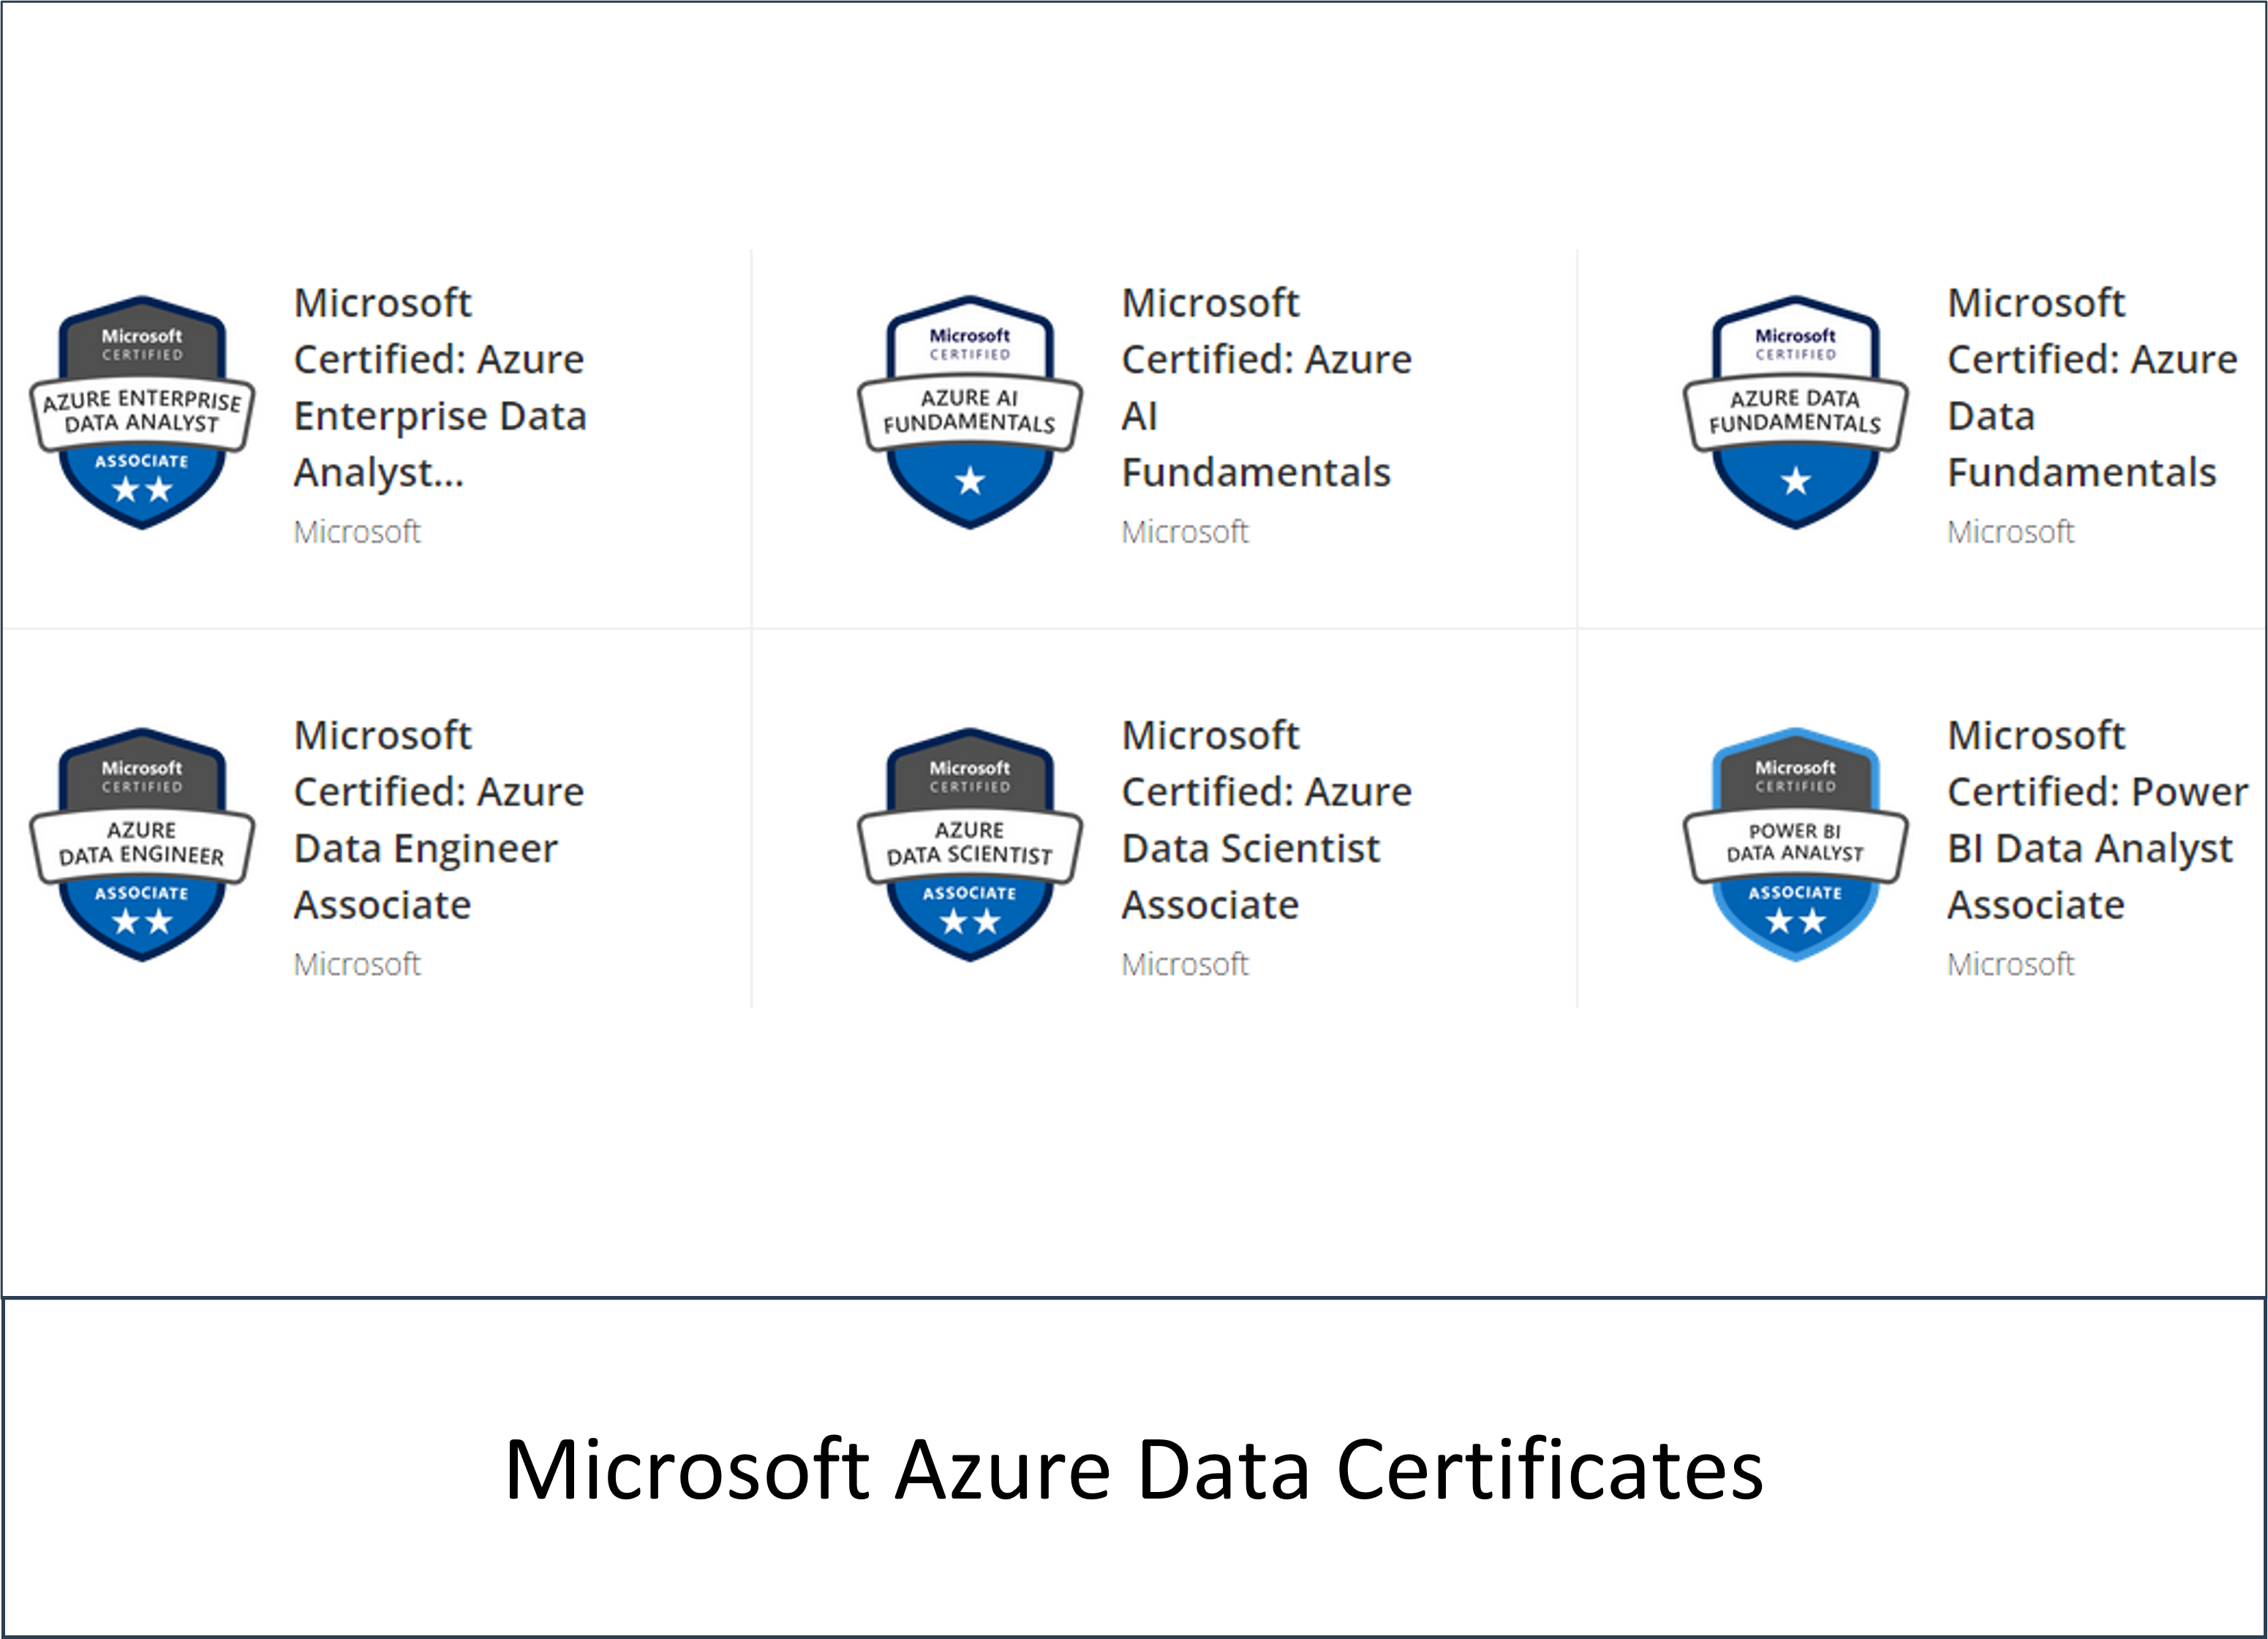 Microsoft
CERTIFIED
AZURE ENTERPRISE
DATA ANALYST
ASSOCIATE
Microsoft
Certified: Azure
Enterprise Data
Analyst...
Microsoft
Microsoft
CERTIFIED
AZURE AI
FUNDAMENTALS
Microsoft
Certified: Azure
AI
Fundamentals
Microsoft
Microsoft
CERTIFIED
AZURE DATA
FUNDAMENTALS
Microsoft
Certified: Azure
Data
Fundamentals
Microsoft
Microsoft
CERTIFIED
AZURE
DATA ENGINEER
ASSOCIATE
Microsoft
Certified: Azure
Data Engineer
Associate
Microsoft
Microsoft
CERTIFIED
AZURE
DATA SCIENTIST
ASSOCIATE
Microsoft
Certified: Azure
Data Scientist
Associate
Microsoft
Microsoft
CERTIFIED
POWER BI
DATA ANALYST
ASSOCIATE
Microsoft
Certified: Power
BI Data Analyst
Associate
Microsoft
Microsoft Azure Data Certificates